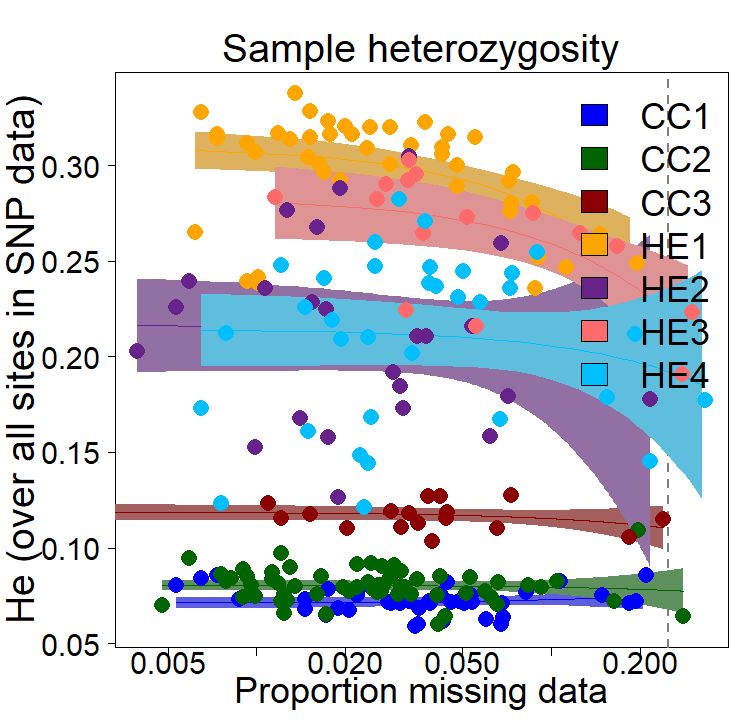 Sample heterozygosity
He (over all sites in SNP data)
0.30
0.25
0.20
0.15
0.10
0.05
CC1
CC2
CC3
HE1
HE2
HE3
HE4
0.005 0.020 0.050 0.200
Proportion missing data